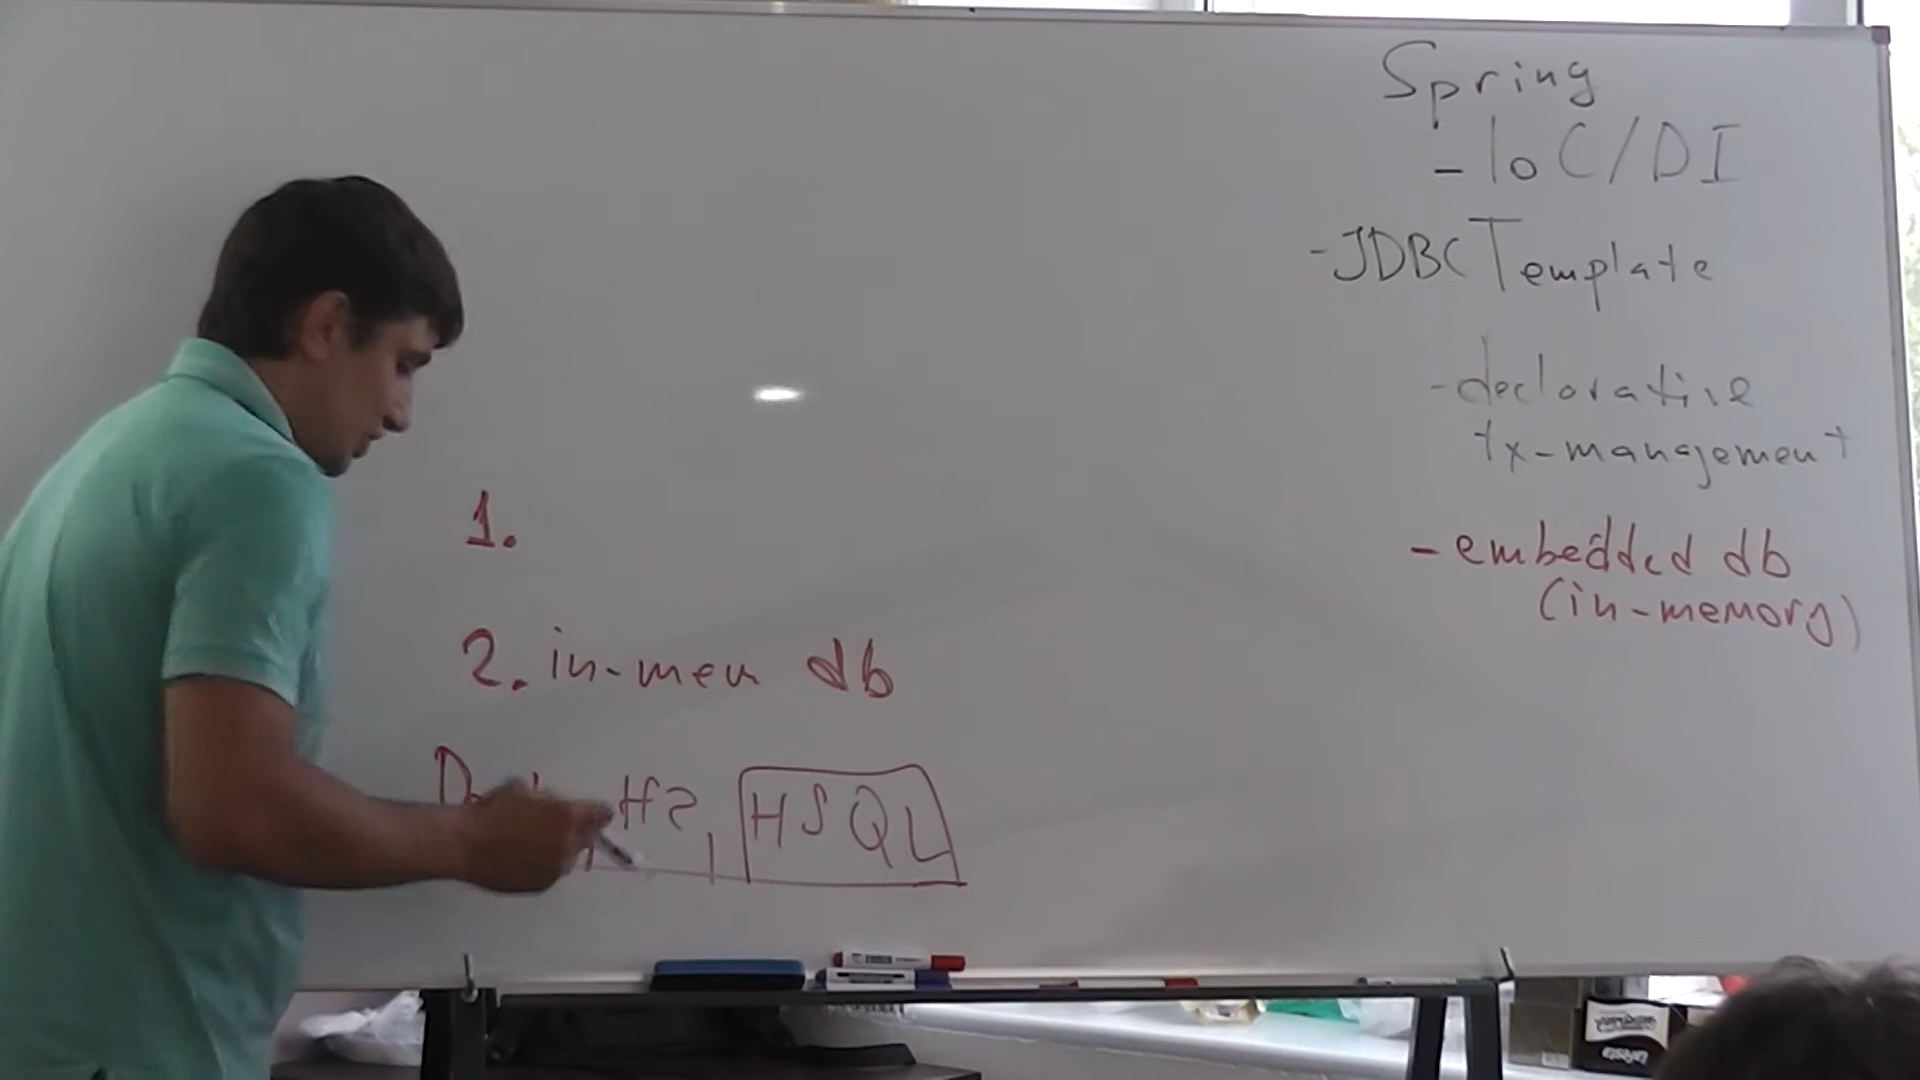 Spring
- IoC/DI
- JDBCTemplate
- declarative
tx-management
- embedded db
(in-memory)
1.
2. in-mem db
H2, HSQL